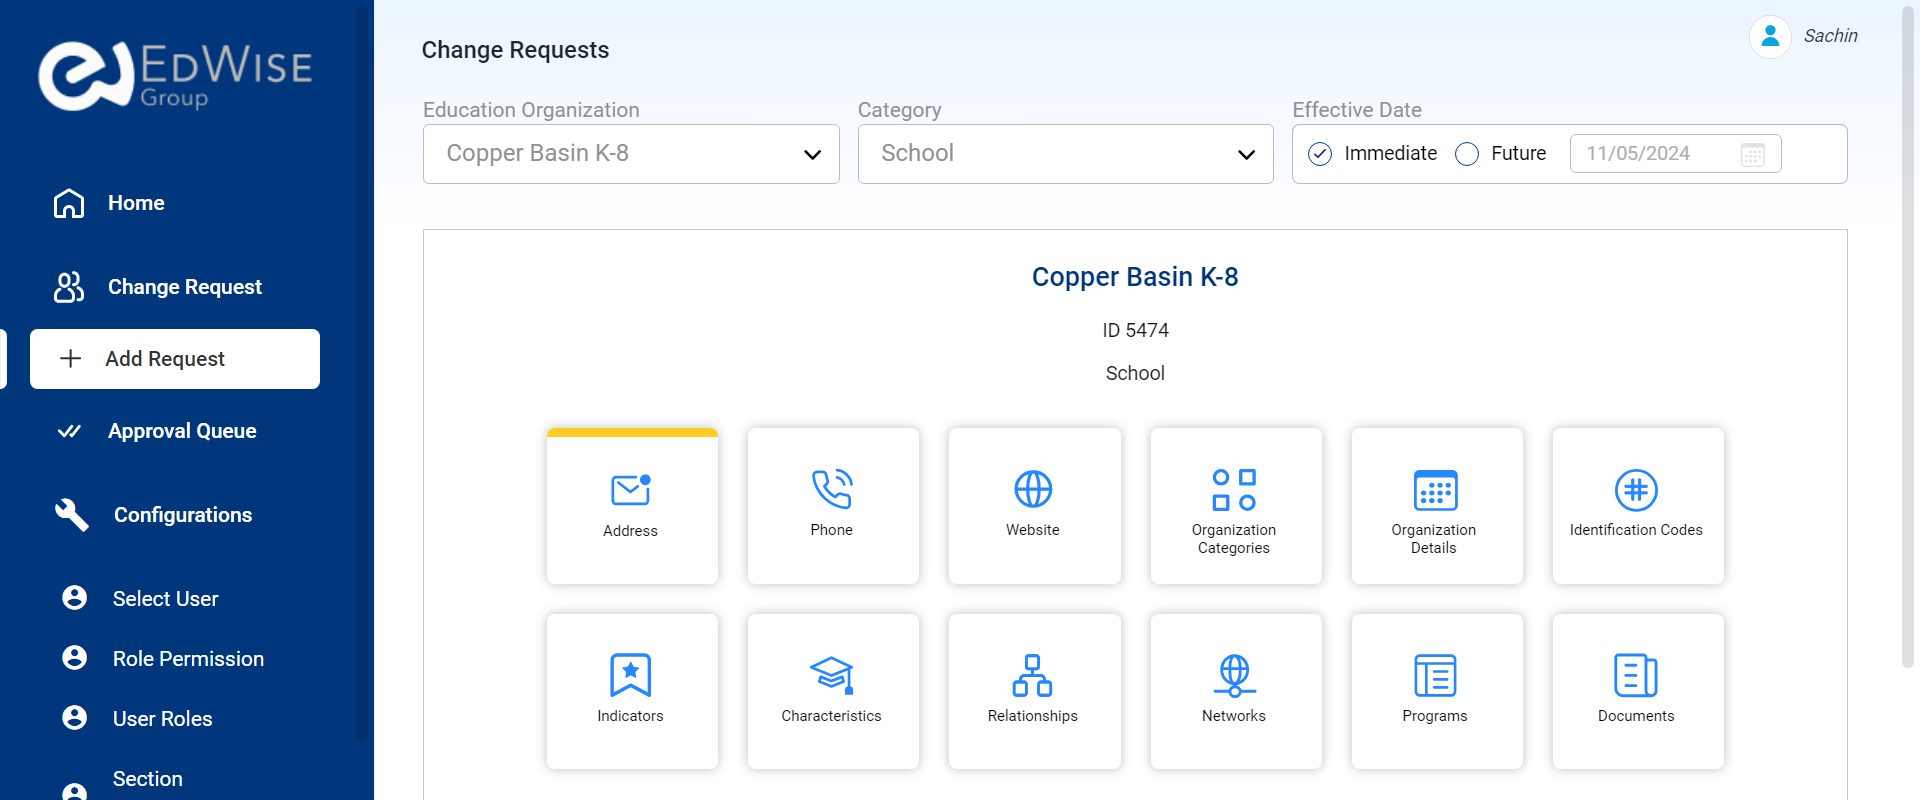 EDWISE
Group
Home
Change Request
Add Request
Approval Queue
Configurations
Select User
Role Permission
User Roles
Section
Change Requests
Sachin
Education Organization
Category
Effective Date
Copper Basin K-8
School
Immediate
Future
11/05/2024
Copper Basin K-8
ID 5474
School
Address
Phone
Website
Organization
Categories
Organization
Details
Identification Codes
Indicators
Characteristics
Relationships
Networks
Programs
Documents